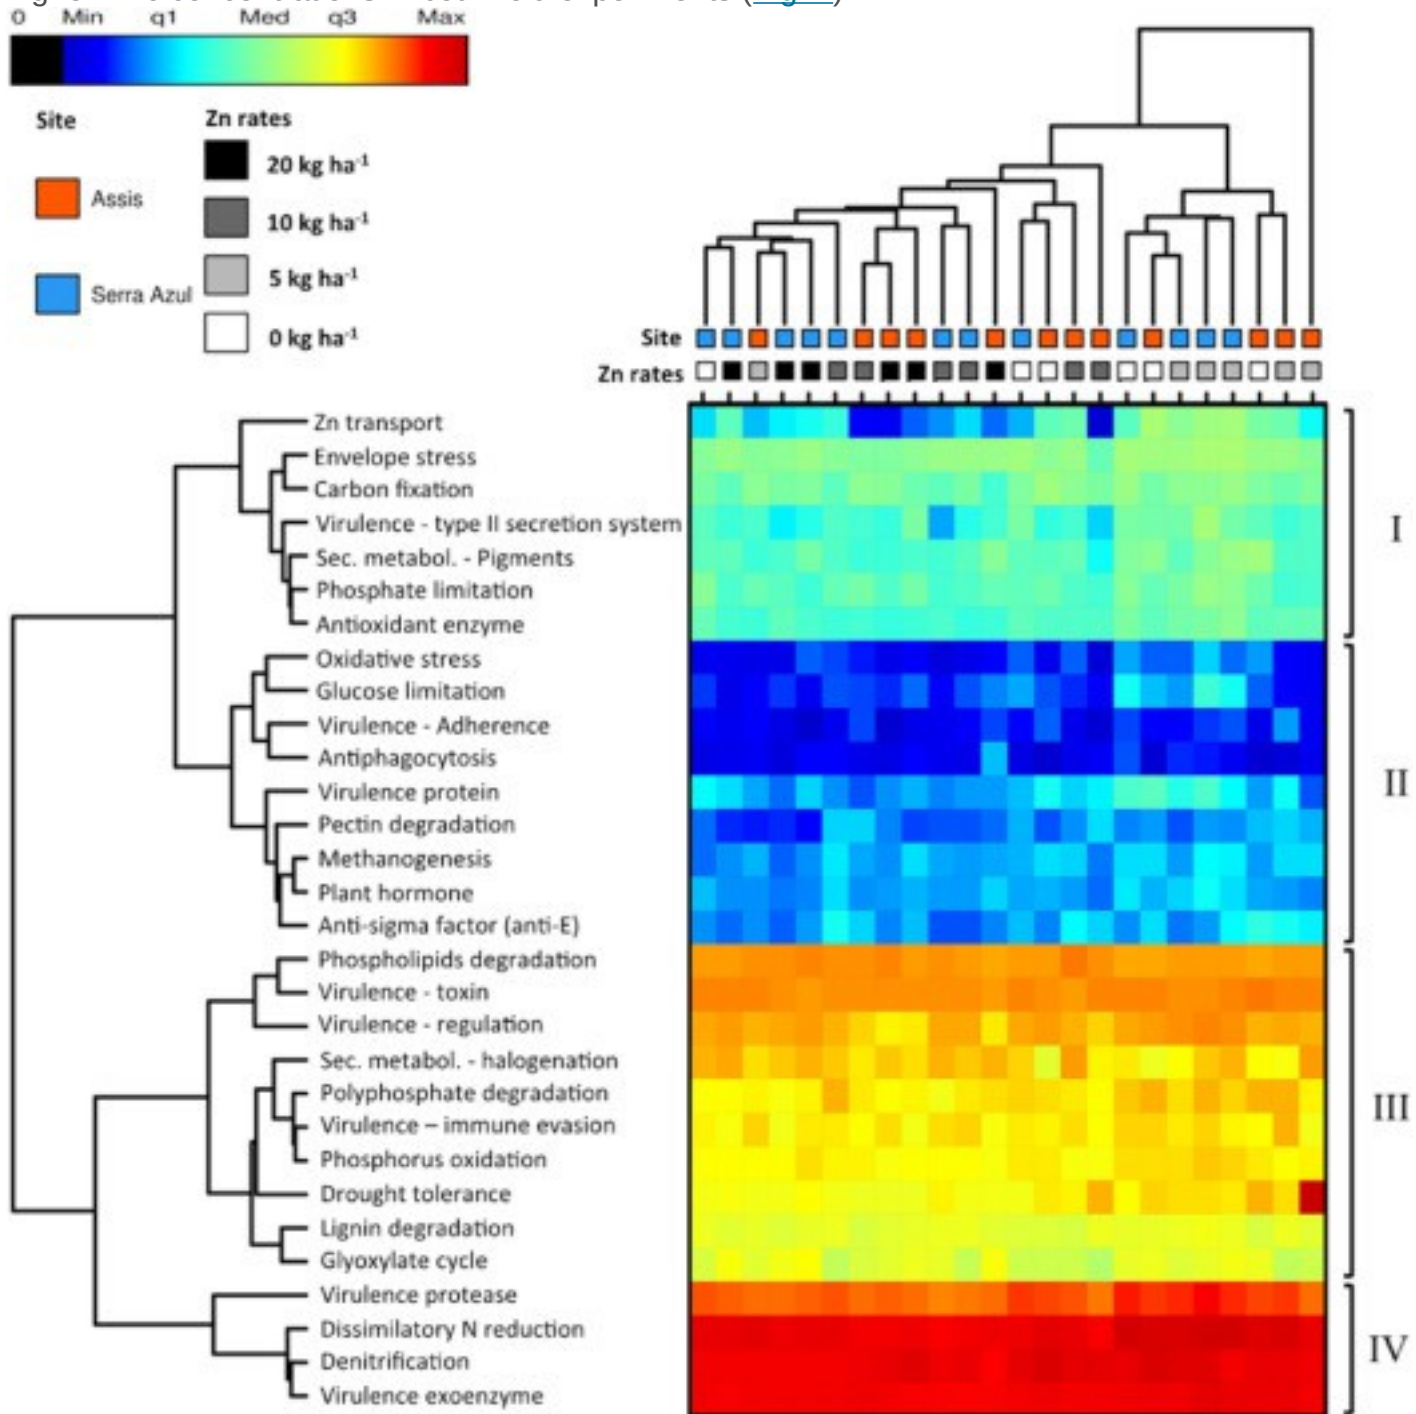 0 Min q1 Med q3 Max
Site
Zn rates
20 kg ha-1
10 kg ha-1
5 kg ha-1
0 kg ha-1
Assis
Serra Azul
Site
Zn rates
Zn transport
Envelope stress
Carbon fixation
Virulence - type II secretion system
Sec. metabol. - Pigments
Phosphate limitation
Antioxidant enzyme
Oxidative stress
Glucose limitation
Virulence - Adherence
Antiphagocytosis
Virulence protein
Pectin degradation
Methanogenesis
Plant hormone
Anti-sigma factor (anti-E)
Phospholipids degradation
Virulence - toxin
Virulence - regulation
Sec. metabol. - halogenation
Polyphosphate degradation
Virulence – immune evasion
Phosphorus oxidation
Drought tolerance
Lignin degradation
Glyoxylate cycle
Virulence protease
Dissimilatory N reduction
Denitrification
Virulence exoenzyme
I
II
III
IV